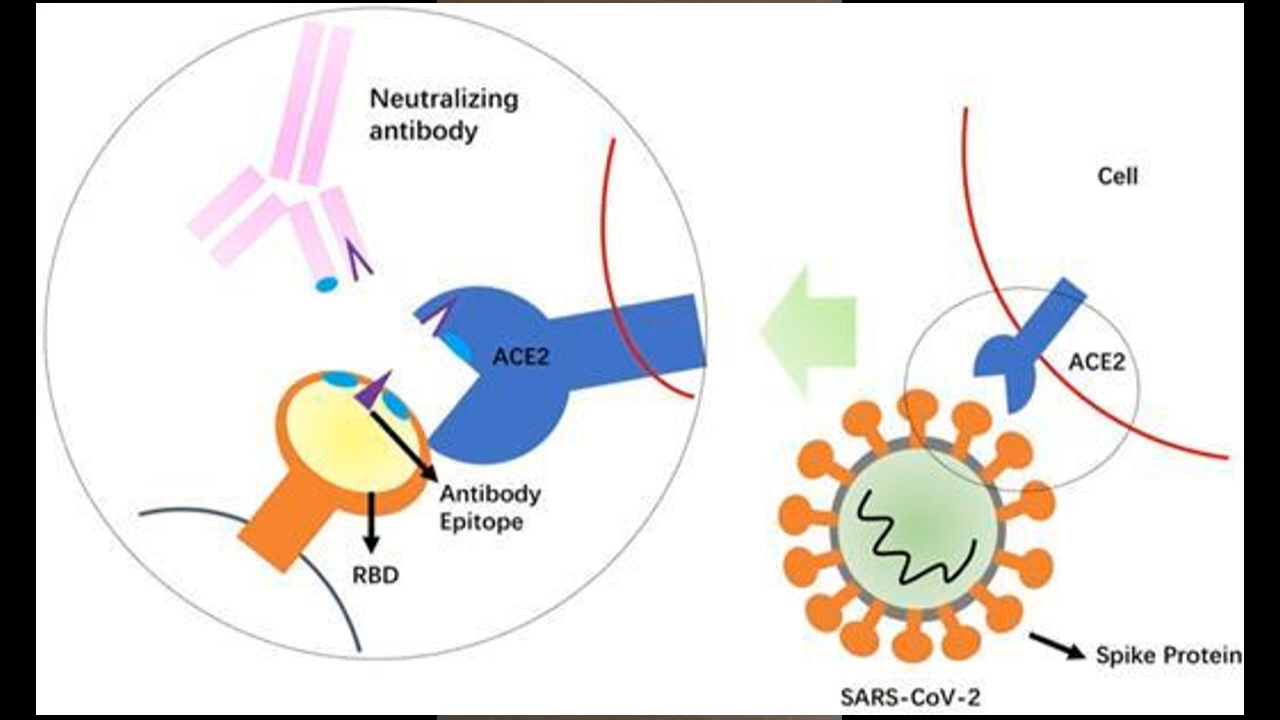 Neutralizing
antibody
ACE2
Antibody
Epitope
RBD
Cell
ACE2
Spike Protein
SARS-CoV-2